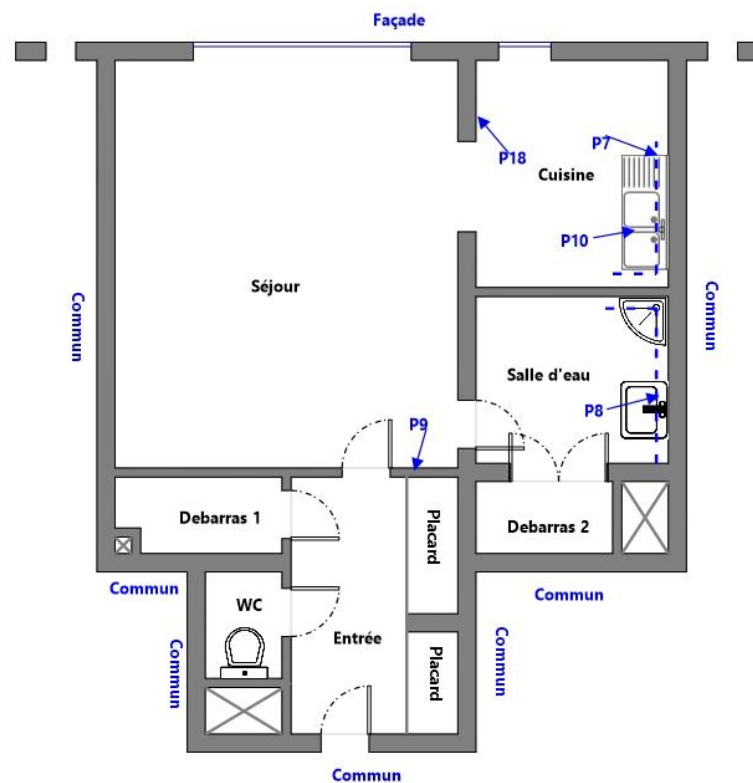 Façade
P18
P7
Cuisine
P10
Séjour
Commun
Commun
Salle d'eau
P8
P9
Debarras 1
Placard
Debarras 2
Commun
Commun
WC
Entrée
Commun
Commun
Placard
Commun